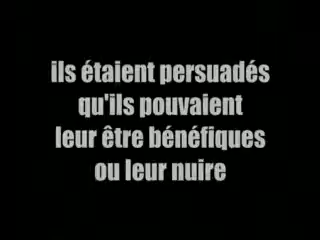 ils étaient persuadés
qu'ils pouvaient
leur être bénéfiques
ou leur nuire